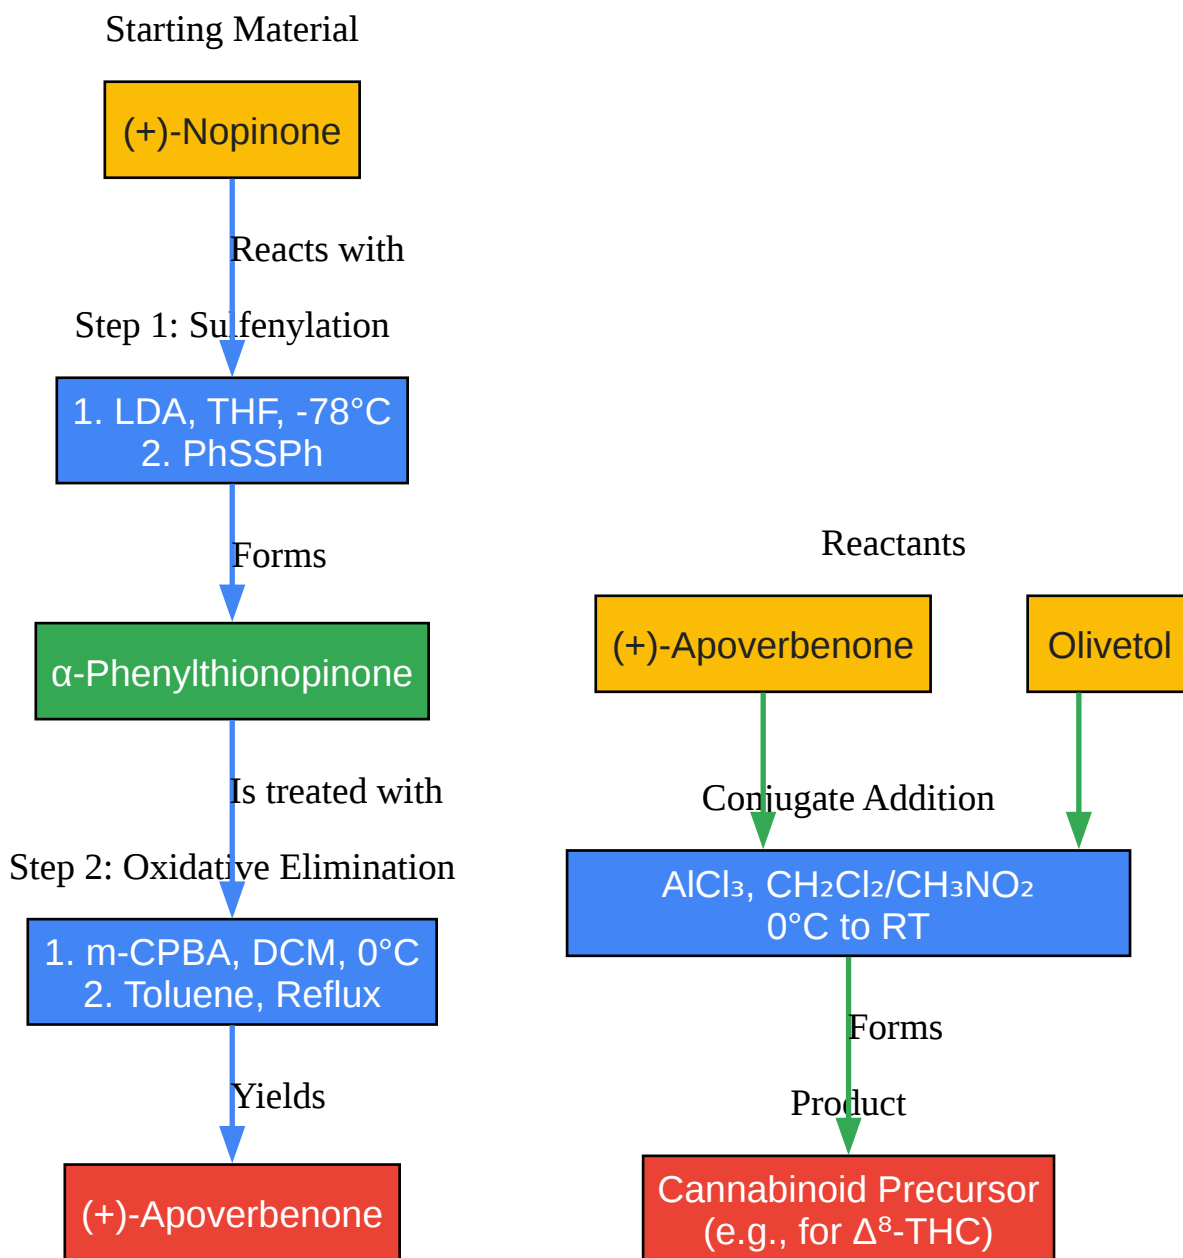 Starting Material
(+)-Nopinone
Reacts with
Step 1: Sulfenylation
1. LDA, THF, -78°C
2. PhSSPh
Forms
α-Phenylthionopinone
Is treated with
Step 2: Oxidative Elimination
1. m-CPBA, DCM, 0°C
2. Toluene, Reflux
Yields
(+)-Apoverbenone
Reactants
(+)-Apoverbenone
Olivetol
Conjugate Addition
AlCl₃, CH₂Cl₂/CH₃NO₂
0°C to RT
Forms
Product
Cannabinoid Precursor
(e.g., for Δ⁸-THC)